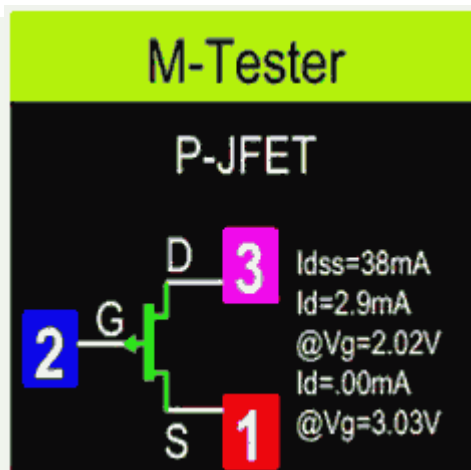 M-Tester
P-JFET
D
3
Idss=38mA
Id=2.9mA
G
2
@Vg=2.02V
Id=.00mA
S
1
@Vg=3.03V